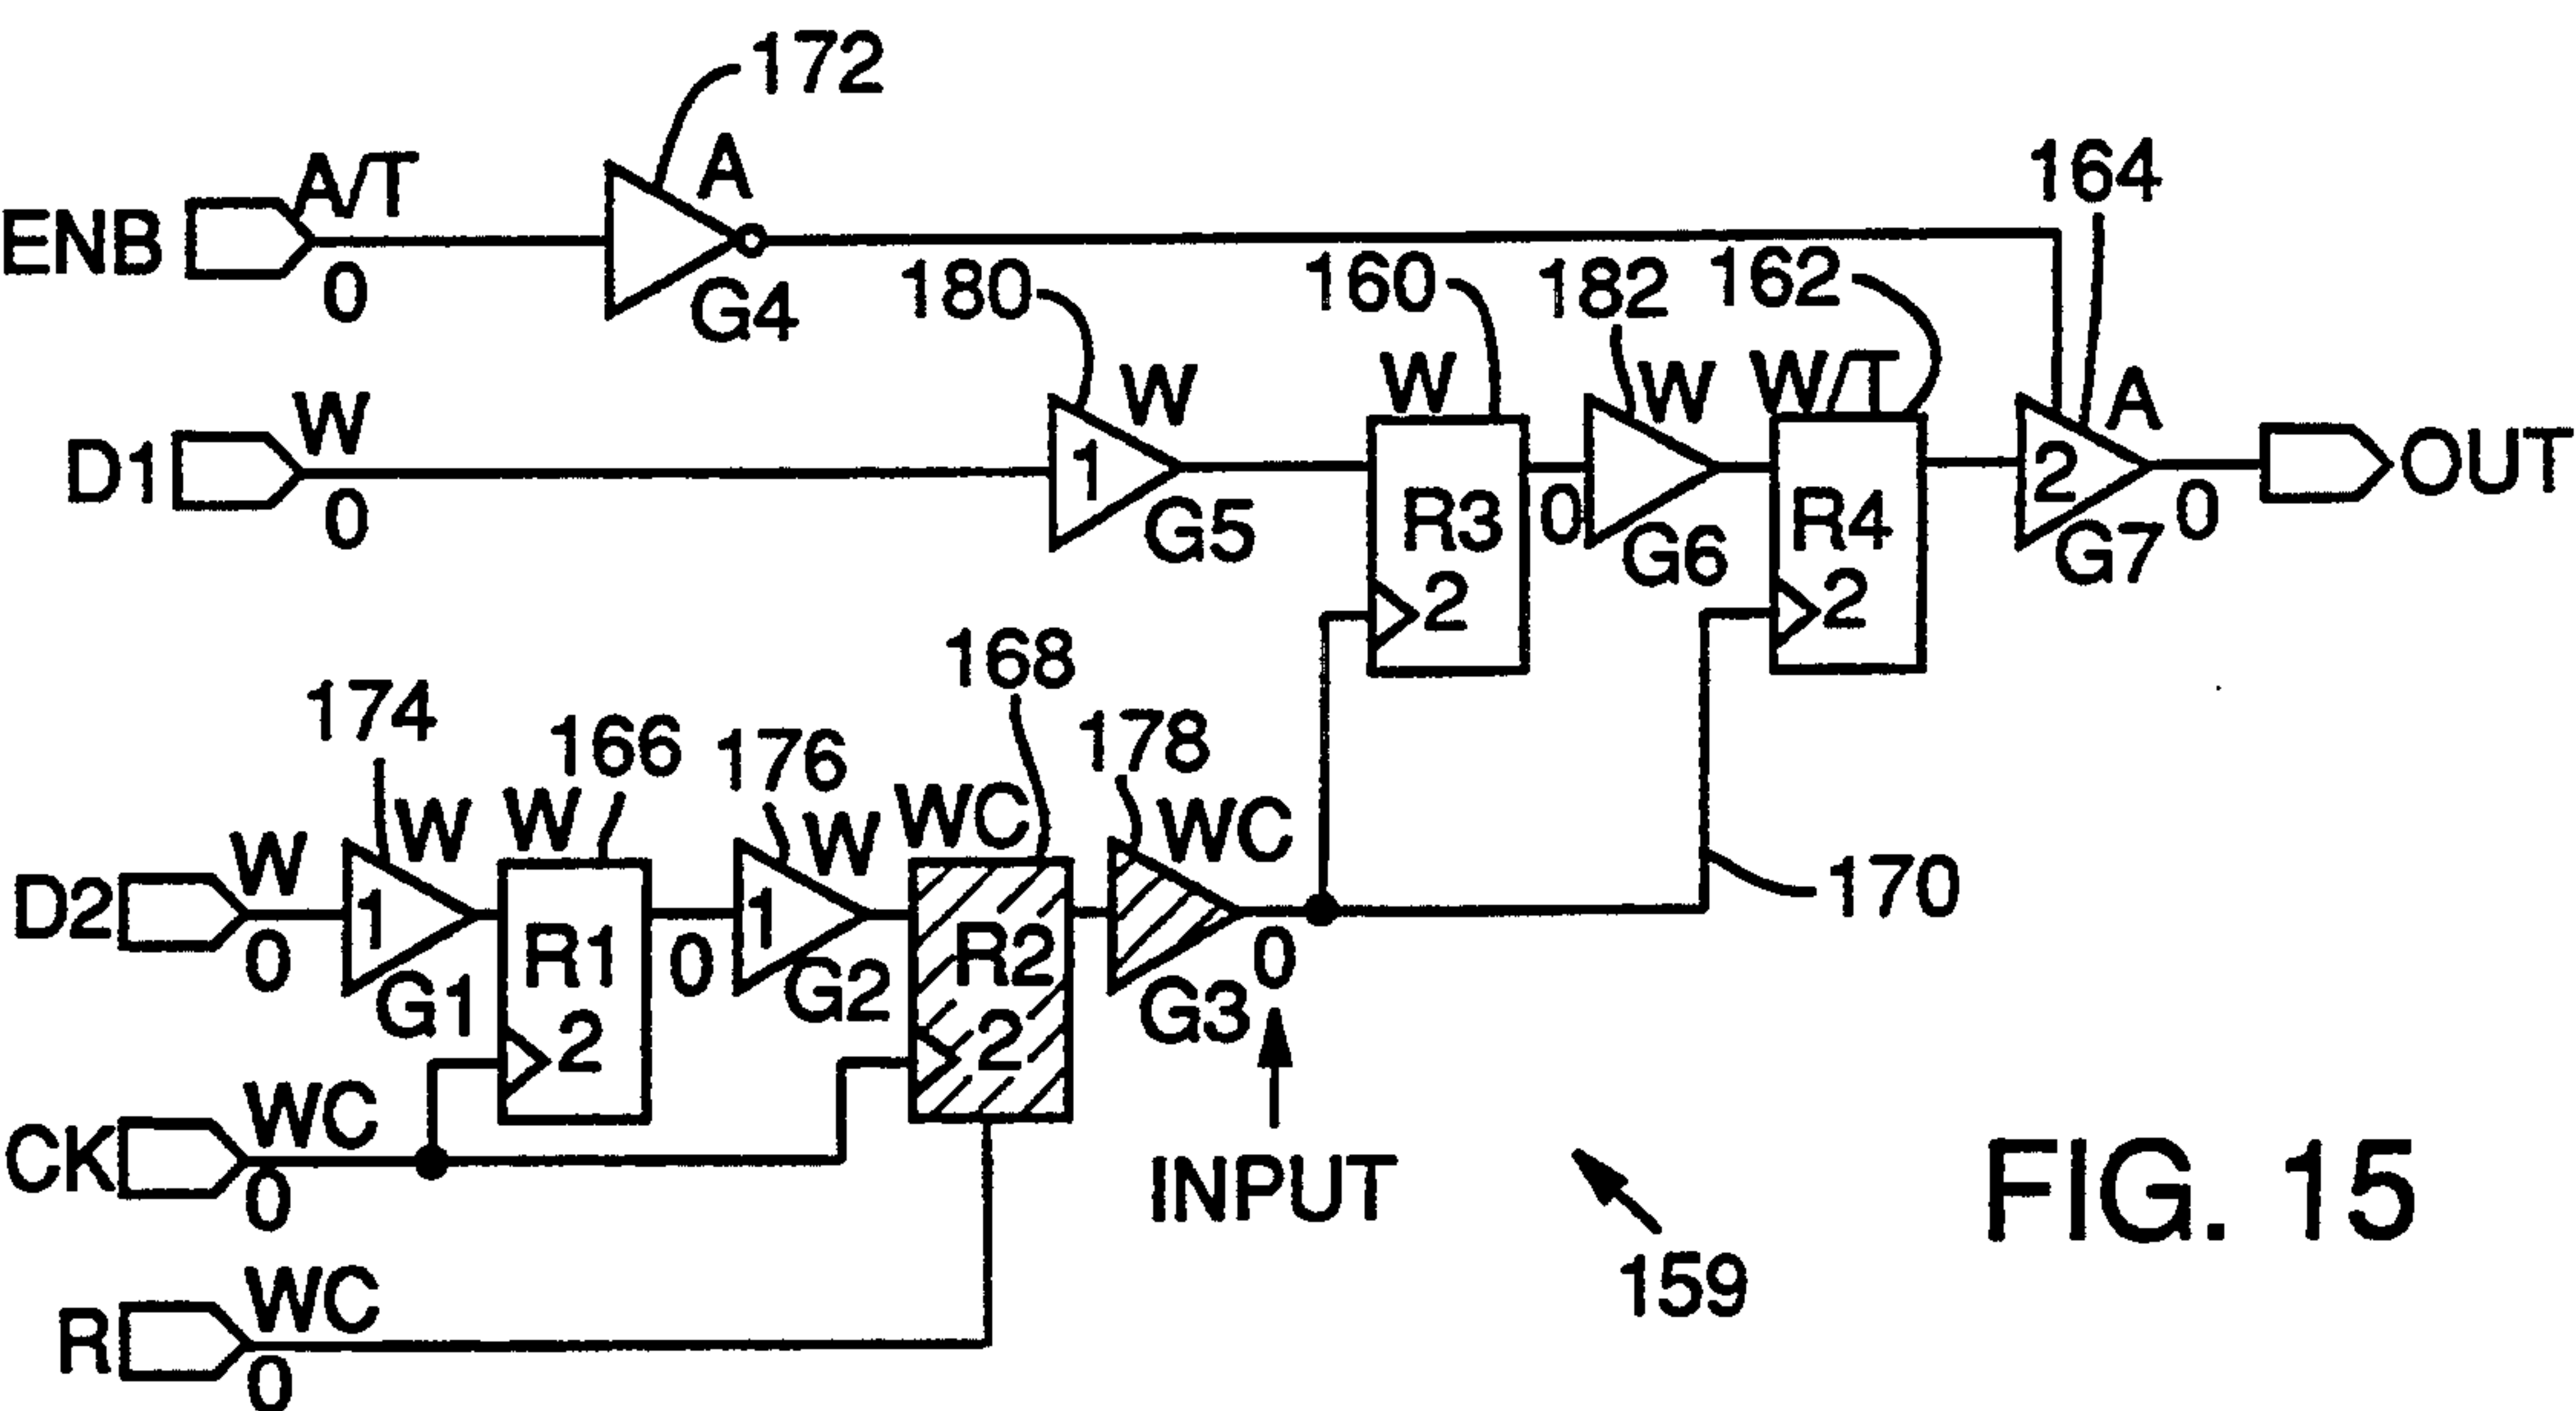 172
A/T
A
164
ENB
0
G4
180
160
182
162
W
W
W
W
W/T
A
D1
0
1
G5
R3
2
0
G6
R4
2
2
G7
0
OUT
174
166
176
168
178
W
W
W
W
WC
WC
D2
0
1
G1
R1
2
0
1
G2
R2
2
G3
0
170
CK
WC
0
INPUT
R
WC
0
159
FIG. 15